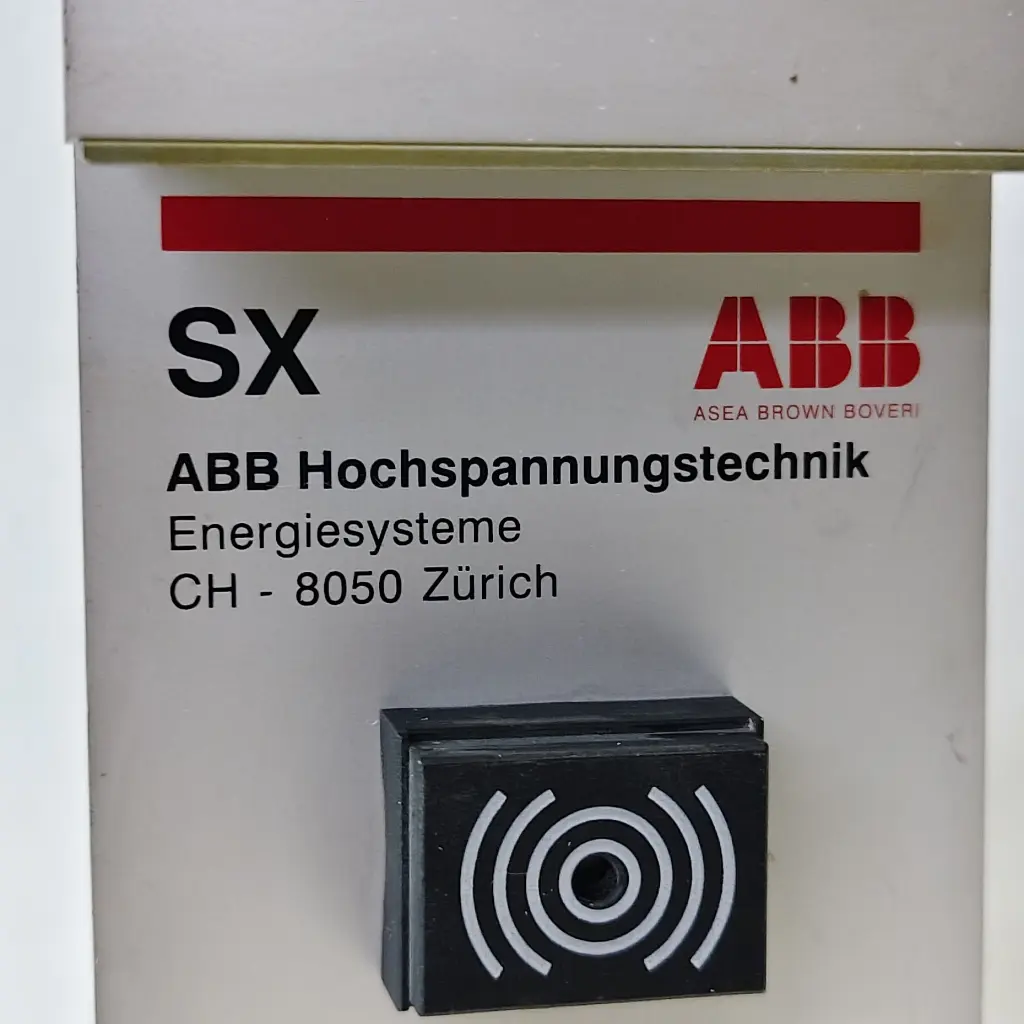 SX
ABB
ASEA BROWN BOVERI
ABB Hochspannungstechnik
Energiesysteme
CH - 8050 Zürich